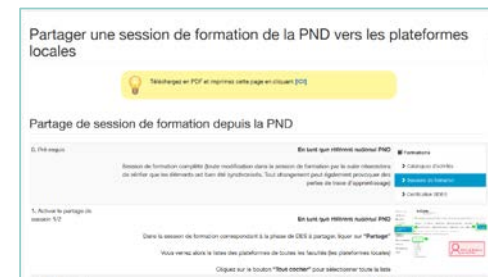 Partager une session de formation de la PND vers les plateformes
locales
Téléchargez en PDF et imprimez cette page en cliquant [ICI]
Partage de session de formation depuis la PND
0. Pré-requis
En tant que référent national PND
Session de formation complète (toute modification dans la session de formation par la suite nécessitera
de vérifier que les éléments ont bien été synchronisés. Tout changement peut également provoquer des
pertes de trace d'apprentissage)
Formations
Catalogue d'activités
Sessions de formation
Certification SIDES
1. Activer le partage de
session 1/2
En tant que référent national PND
Dans la session de formation correspondant à la phase de DES à partager, cliquer sur "Partage"
Vous verrez alors la listes des plateformes de toutes les facultés (les plateformes locales)
Cliquez sur le bouton "Tout cocher" pour sélectionner toute la liste